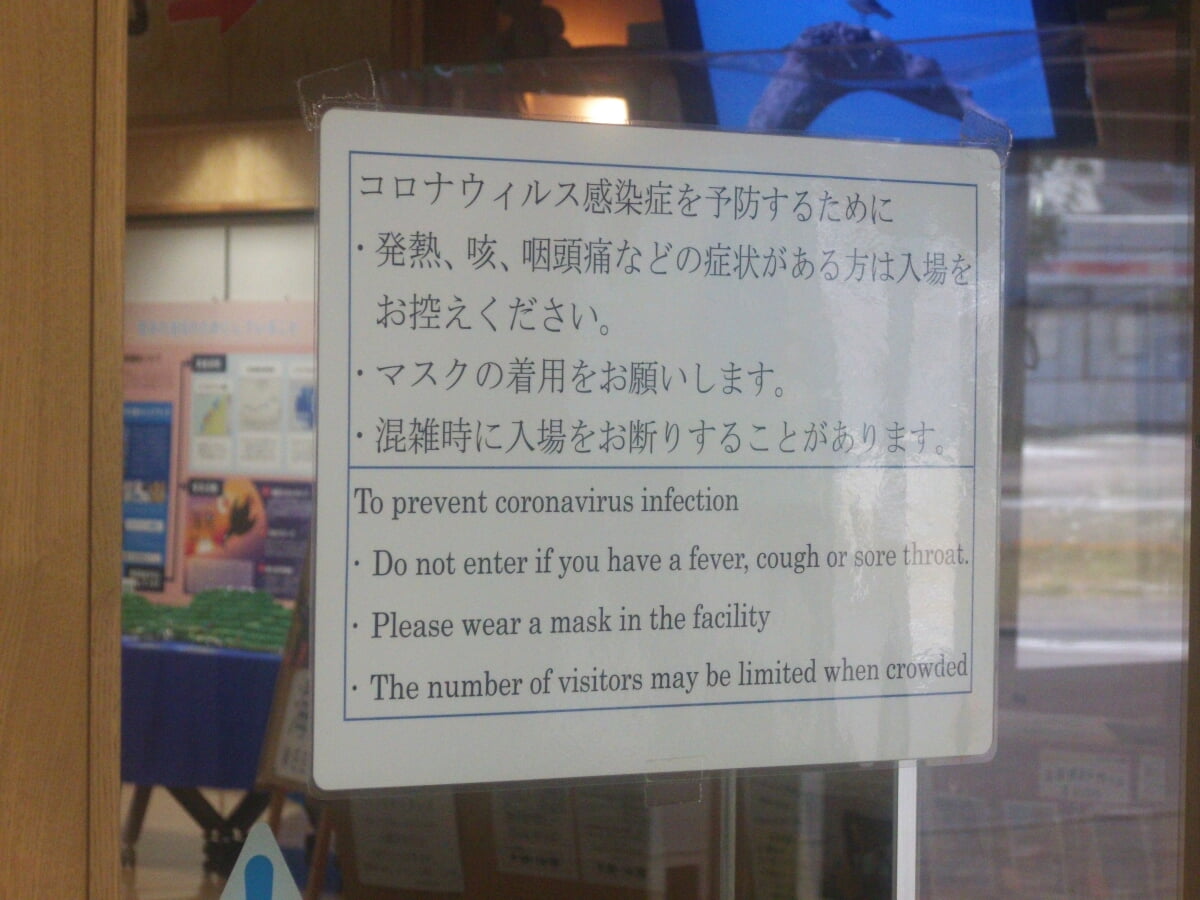 コロナウィルス感染症を予防するために
・発熱、咳、咽頭痛などの症状がある方は入場を
お控えください。
・マスクの着用をお願いします。
・混雑時に入場をお断りすることがあります。
To prevent coronavirus infection
・Do not enter if you have a fever, cough or sore throat.
・Please wear a mask in the facility
・The number of visitors may be limited when crowded